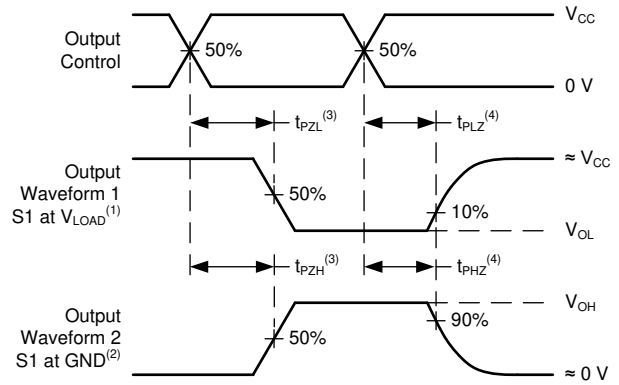 V_CC
Output
Control
50%
50%
0 V
t_PZL^(3)
t_PLZ^(4)
≈ V_CC
Output
Waveform 1
S1 at V_LOAD^(1)
50%
10%
V_OL
t_PZH^(3)
t_PHZ^(4)
V_OH
Output
Waveform 2
S1 at GND^(2)
50%
90%
≈ 0 V